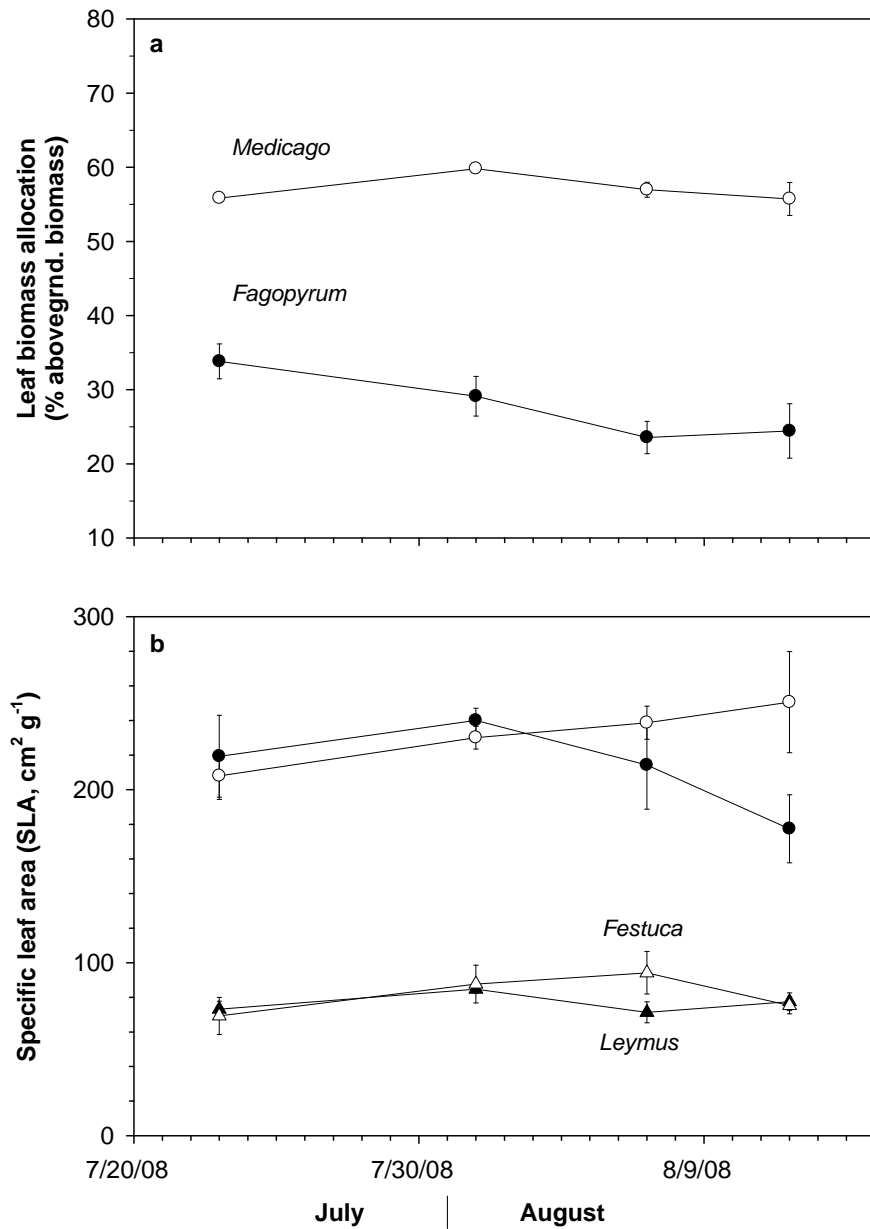 a
80
70
60
50
40
30
20
10
Leaf biomass allocation
(% abovegrnd. biomass)
Medicago
Fagopyrum
b
300
200
100
0
Specific leaf area (SLA, cm² g⁻¹)
Festuca
Leymus
7/20/08 7/30/08 8/9/08
July August